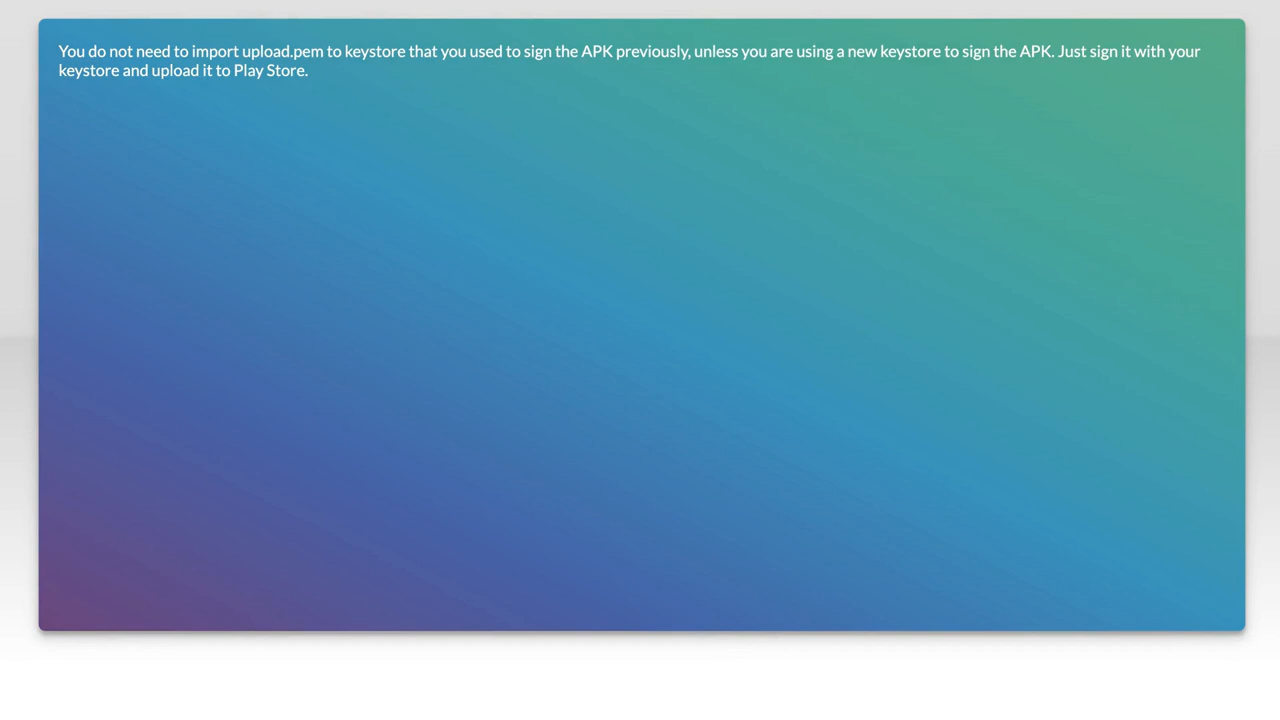 You do not need to import upload.pem to keystore that you used to sign the APK previously, unless you are using a new keystore to sign the APK. Just sign it with your
keystore and upload it to Play Store.